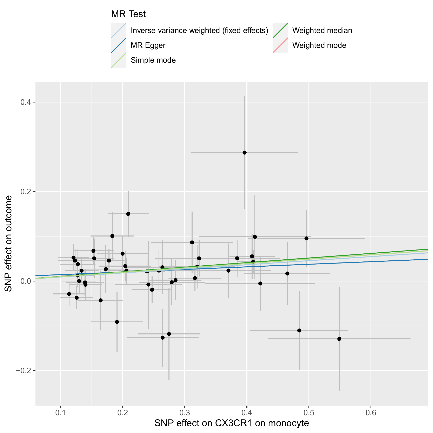 MR Test
Inverse variance weighted (fixed effects)
Weighted median
MR Egger
Weighted mode
Simple mode
SNP effect on outcome
0.4
0.2
0.0
−0.2
0.1
0.2
0.3
0.4
0.5
0.6
SNP effect on CX3CR1 on monocyte